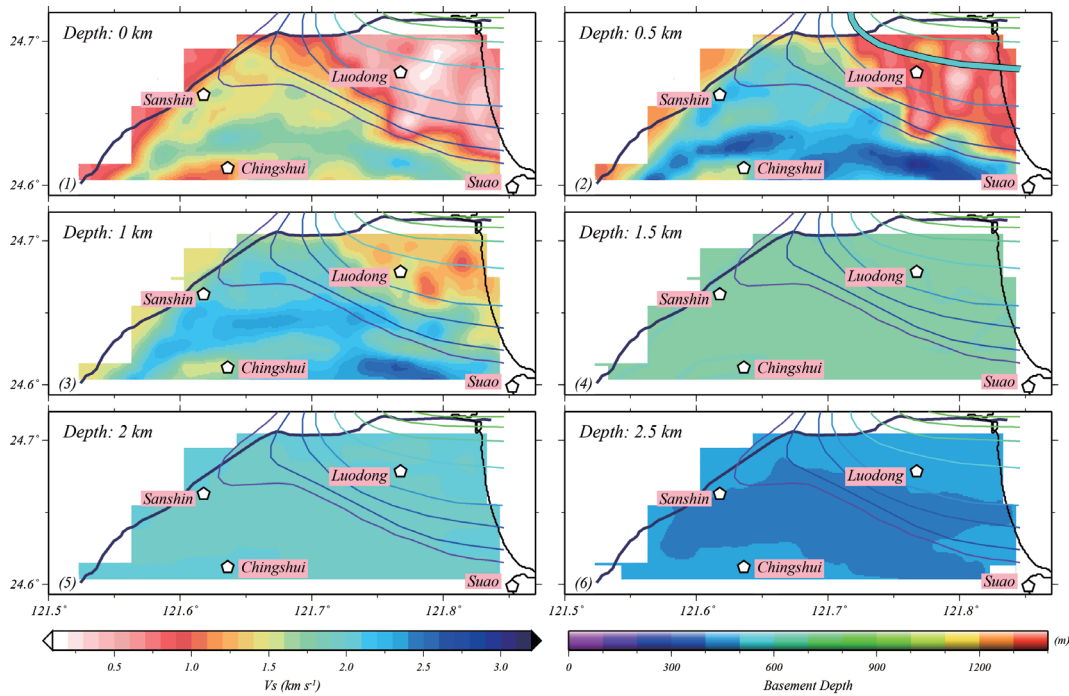 Depth: 0 km
24.7°
Luodong
Sanshin
Chingshui
Suao
24.6°
(1)
Depth: 0.5 km
Luodong
Sanshin
Chingshui
Suao
(2)
Depth: 1 km
24.7°
Luodong
Sanshin
Chingshui
Suao
24.6°
(3)
Depth: 1.5 km
Luodong
Sanshin
Chingshui
Suao
(4)
Depth: 2 km
24.7°
Luodong
Sanshin
Chingshui
Suao
24.6°
(5)
Depth: 2.5 km
Luodong
Sanshin
Chingshui
Suao
(6)
121.5° 121.6° 121.7° 121.8°
121.5° 121.6° 121.7° 121.8°
0.5 1.0 1.5 2.0 2.5 3.0
Vs (km s⁻¹)
(m)
0 300 600 900 1200
Basement Depth